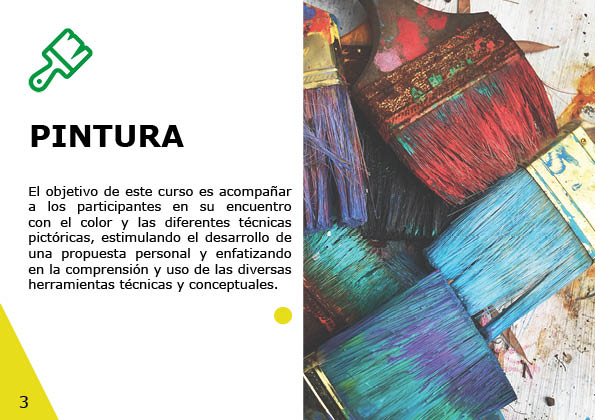 PINTURA
El objetivo de este curso es acompañar
a los participantes en su encuentro
con el color y las diferentes técnicas
pictóricas, estimulando el desarrollo de
una propuesta personal y enfatizando
en la comprensión y uso de las diversas
herramientas técnicas y conceptuales.
3